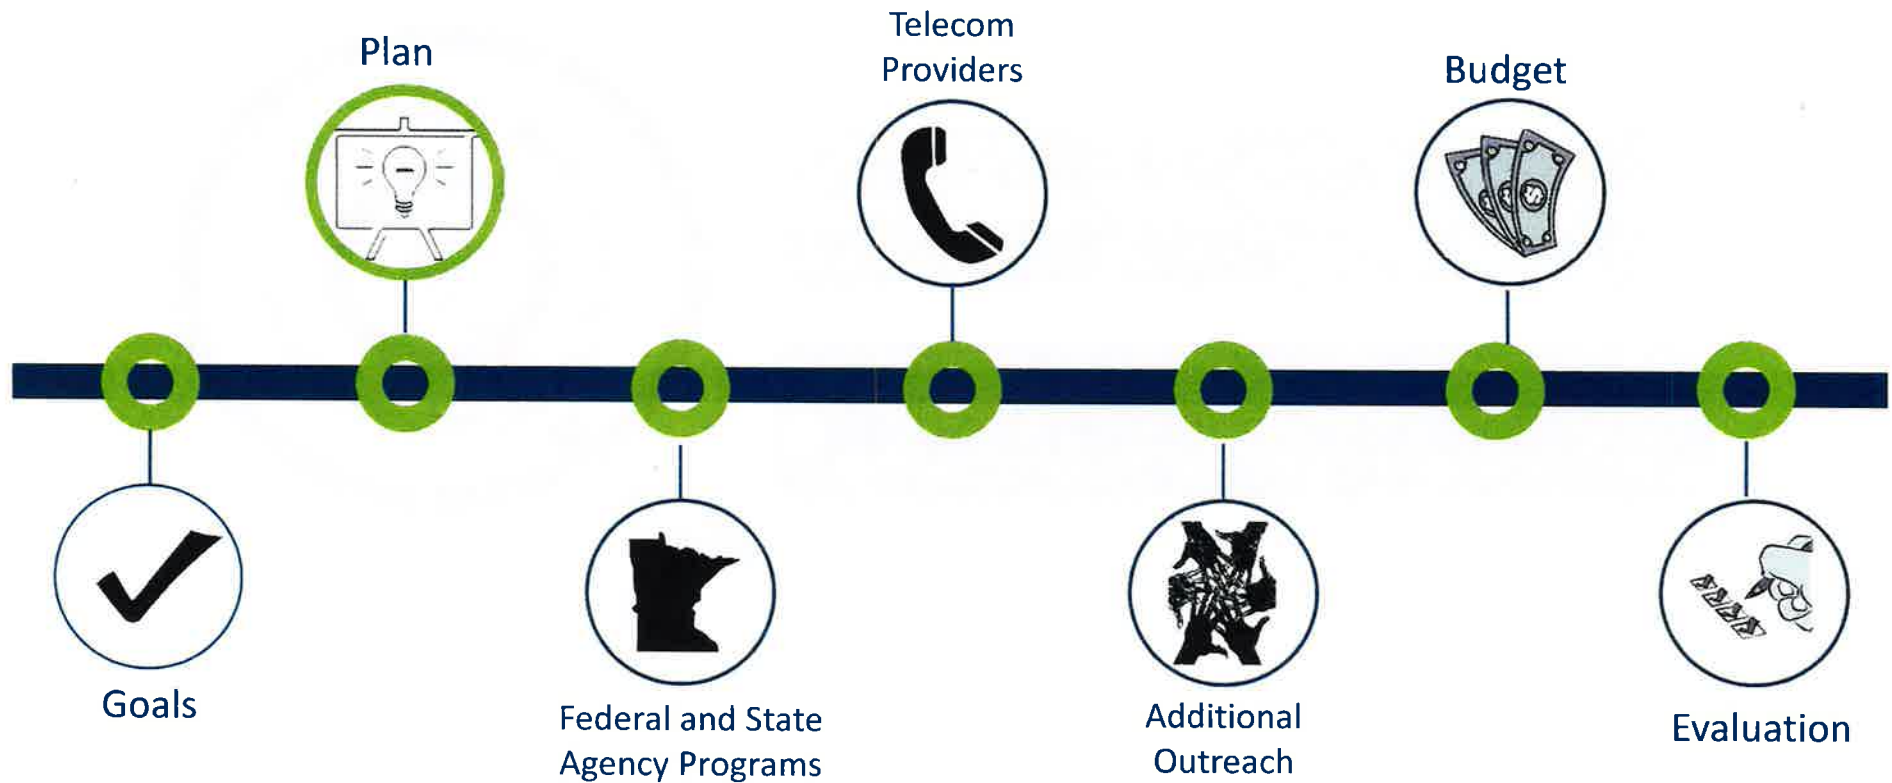 Goals
Plan
Federal and State
Agency Programs
Telecom
Providers
Additional
Outreach
Budget
Evaluation